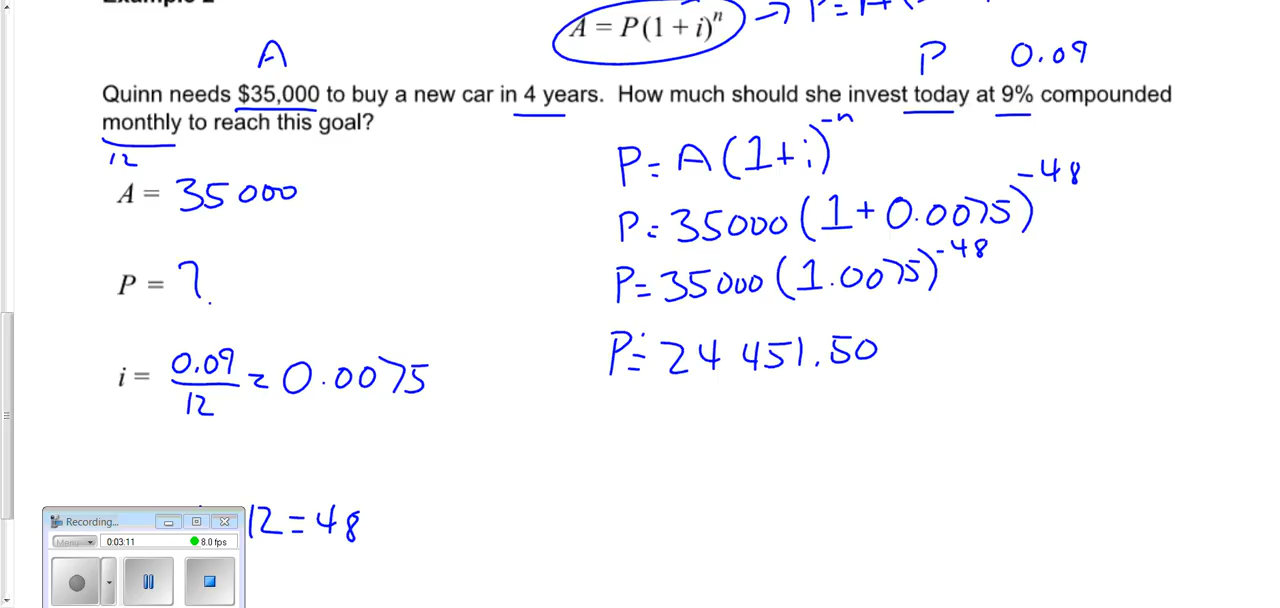 A = P(1 + i)^n → P = A(
A P 0.09
Quinn needs $35,000 to buy a new car in 4 years. How much should she invest today at 9% compounded
monthly to reach this goal?
12
P = A(1+i)^-n
A = 35000
P = 35000(1+0.0075)^-48
P = ?
P = 35000(1.0075)^-48
P = 24 451.50
i = 0.09/12 = 0.0075
12 = 48
Recording...
Menu 0:03:11 8.0 fps